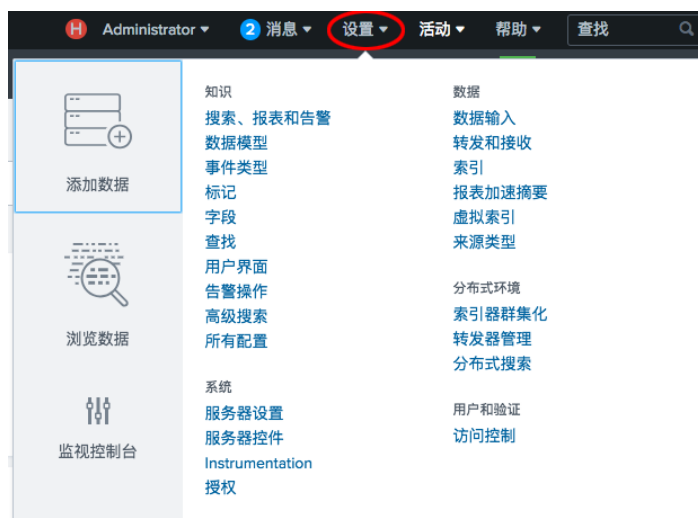 H Administrator 2 消息 设置 活动 帮助 查找
添加数据
浏览数据
监视控制台
知识
搜索、报表和告警
数据模型
事件类型
标记
字段
查找
用户界面
告警操作
高级搜索
所有配置
系统
服务器设置
服务器控件
Instrumentation
授权
数据
数据输入
转发和接收
索引
报表加速摘要
虚拟索引
来源类型
分布式环境
索引器群集化
转发器管理
分布式搜索
用户和验证
访问控制